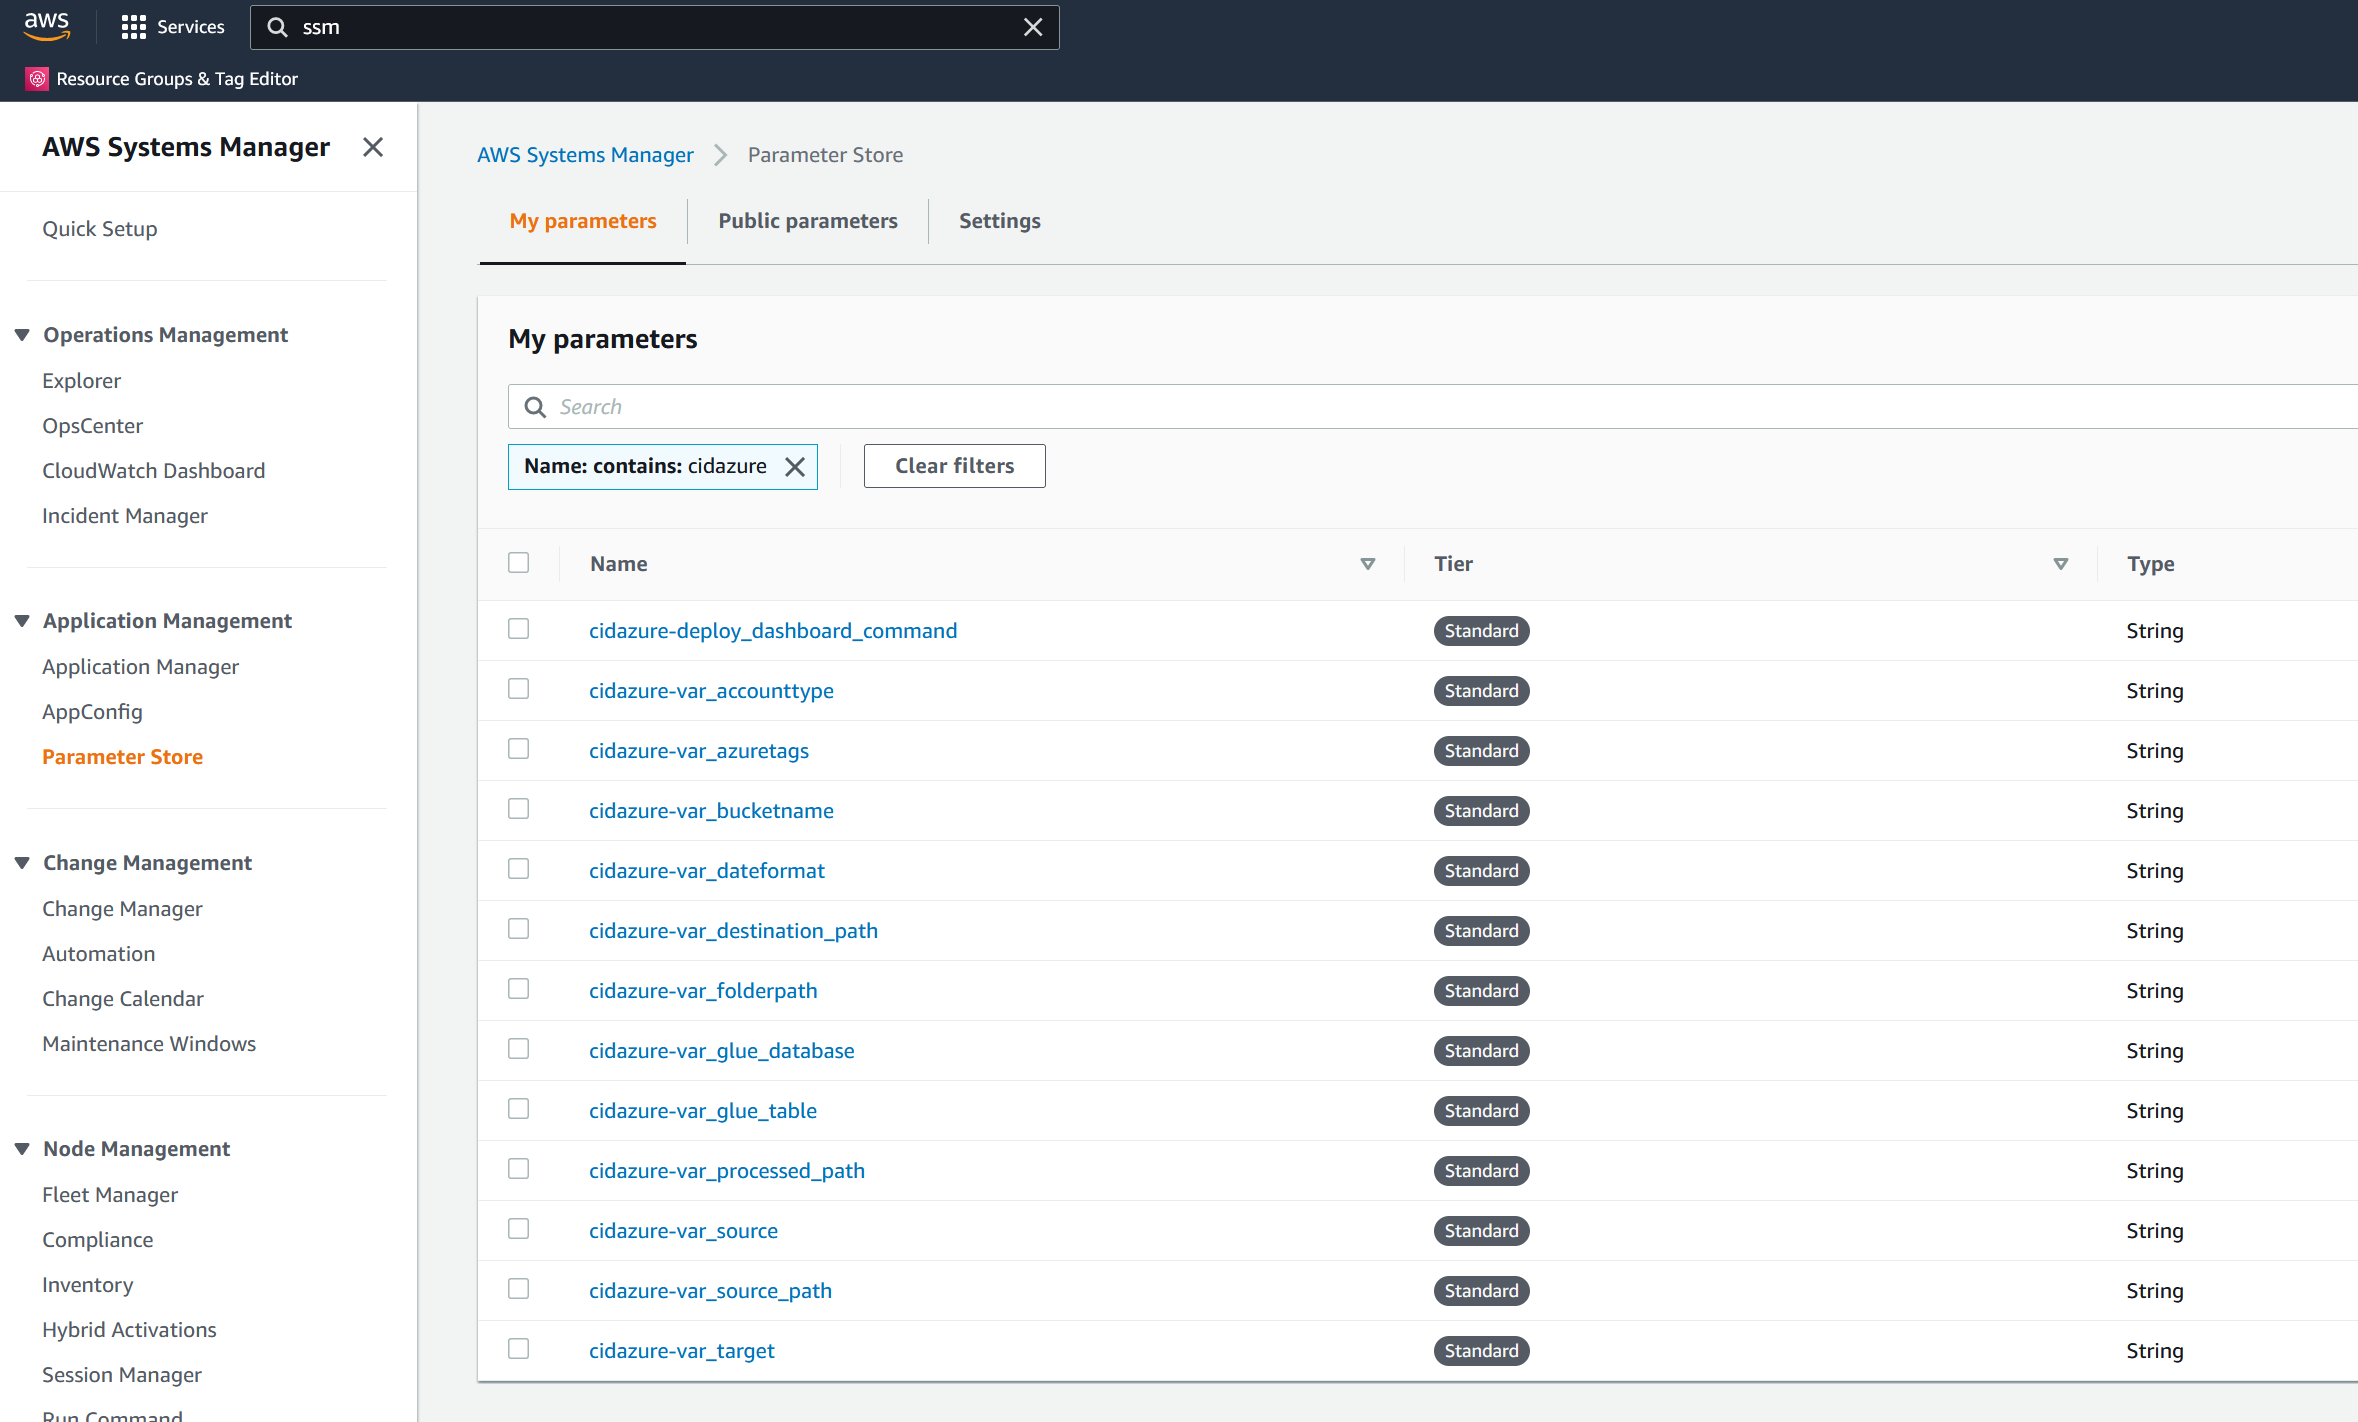 aws
Services
ssm
Resource Groups & Tag Editor
AWS Systems Manager
Quick Setup
Operations Management
Explorer
OpsCenter
CloudWatch Dashboard
Incident Manager
Application Management
Application Manager
AppConfig
Parameter Store
Change Management
Change Manager
Automation
Change Calendar
Maintenance Windows
Node Management
Fleet Manager
Compliance
Inventory
Hybrid Activations
Session Manager
Run Command
AWS Systems Manager Parameter Store
My parameters Public parameters Settings
My parameters
Search
Name: contains: cidazure Clear filters
Name Tier Type
cidazure-deploy_dashboard_command Standard String
cidazure-var_accounttype Standard String
cidazure-var_azuretags Standard String
cidazure-var_bucketname Standard String
cidazure-var_dateformat Standard String
cidazure-var_destination_path Standard String
cidazure-var_folderpath Standard String
cidazure-var_glue_database Standard String
cidazure-var_glue_table Standard String
cidazure-var_processed_path Standard String
cidazure-var_source Standard String
cidazure-var_source_path Standard String
cidazure-var_target Standard String